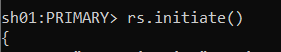 sh01:PRIMARY> rs.initiate()
{